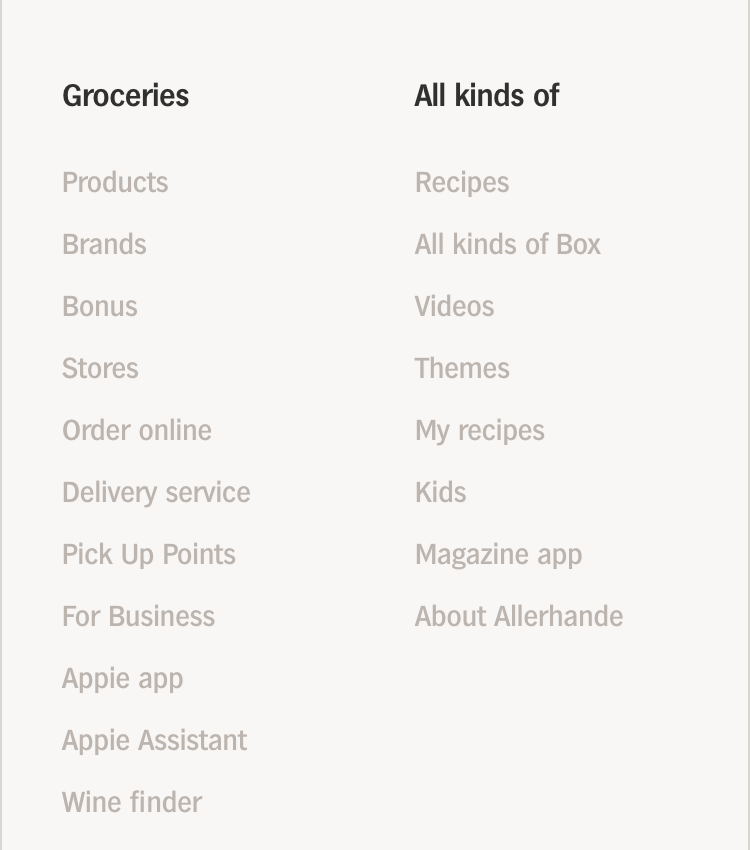 Groceries
Products
Brands
Bonus
Stores
Order online
Delivery service
Pick Up Points
For Business
Appie app
Appie Assistant
Wine finder
All kinds of
Recipes
All kinds of Box
Videos
Themes
My recipes
Kids
Magazine app
About Allerhande